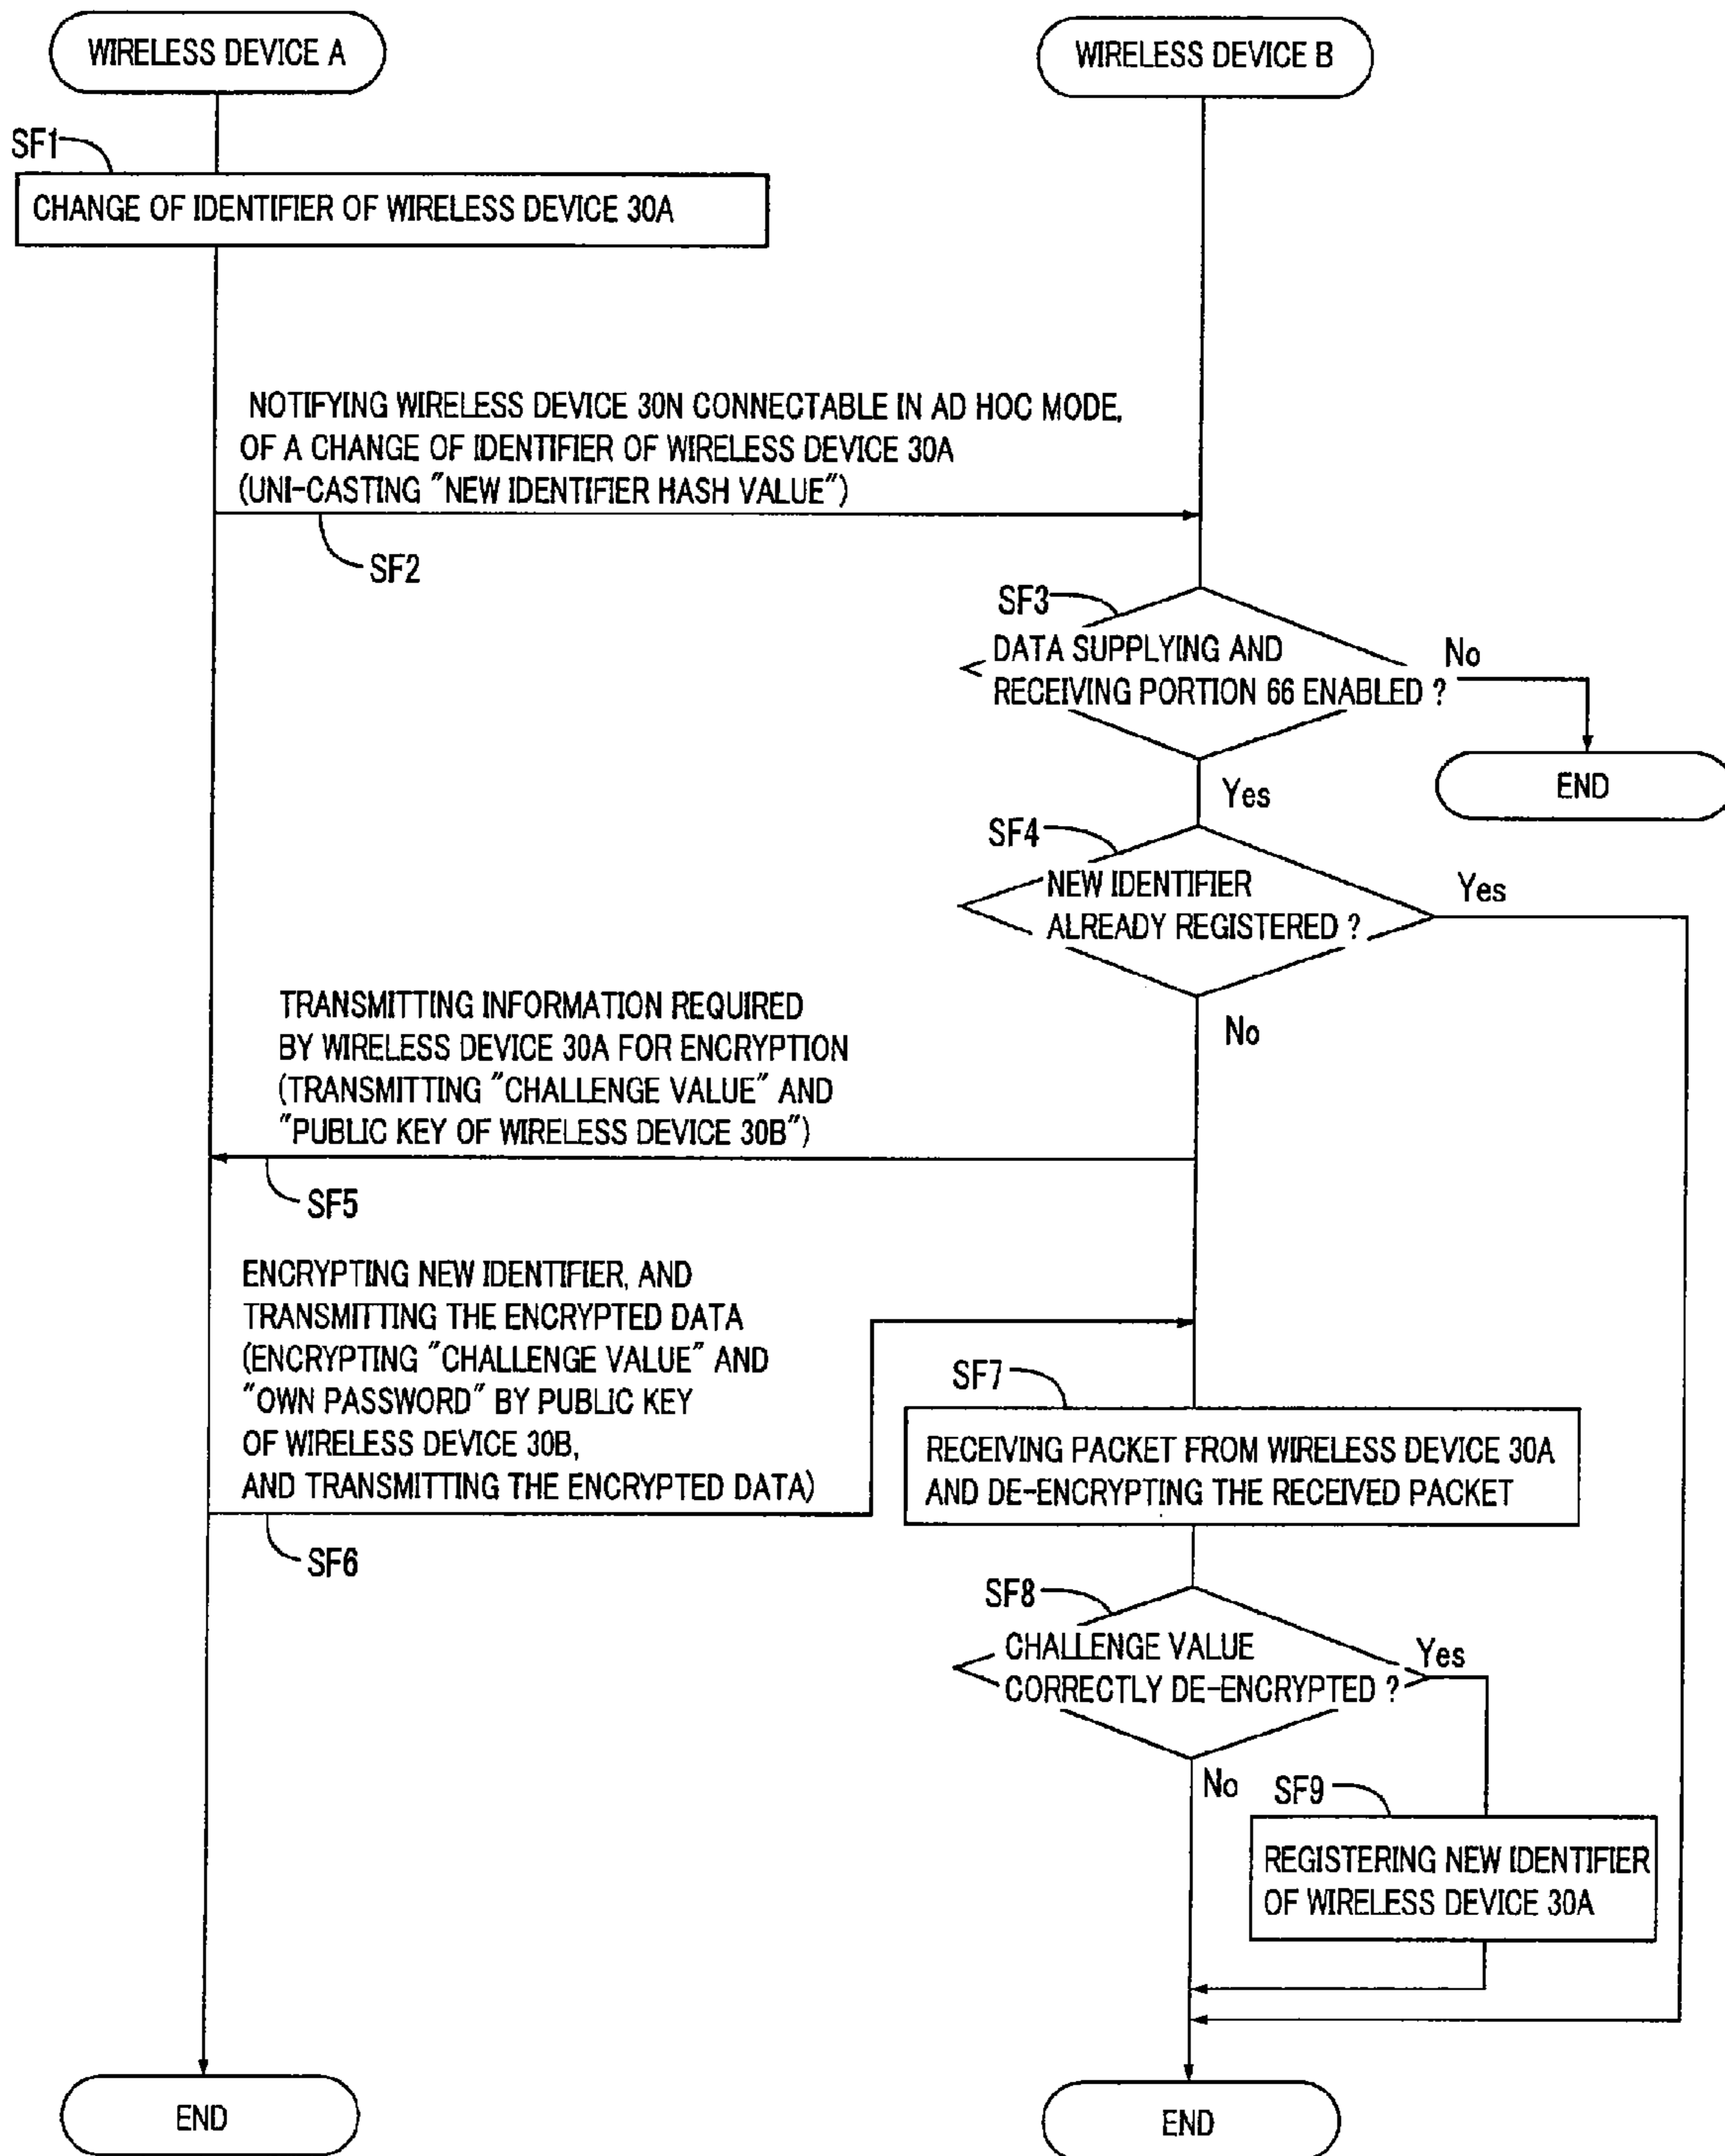 WIRELESS DEVICE A
WIRELESS DEVICE B
SF1
CHANGE OF IDENTIFIER OF WIRELESS DEVICE 30A
NOTIFYING WIRELESS DEVICE 30N CONNECTABLE IN AD HOC MODE,
OF A CHANGE OF IDENTIFIER OF WIRELESS DEVICE 30A
(UNI-CASTING "NEW IDENTIFIER HASH VALUE")
SF2
SF3
DATA SUPPLYING AND
RECEIVING PORTION 66 ENABLED ?
No
END
Yes
SF4
NEW IDENTIFIER
ALREADY REGISTERED ?
Yes
No
TRANSMITTING INFORMATION REQUIRED
BY WIRELESS DEVICE 30A FOR ENCRYPTION
(TRANSMITTING "CHALLENGE VALUE" AND
"PUBLIC KEY OF WIRELESS DEVICE 30B")
SF5
ENCRYPTING NEW IDENTIFIER, AND
TRANSMITTING THE ENCRYPTED DATA
(ENCRYPTING "CHALLENGE VALUE" AND
"OWN PASSWORD" BY PUBLIC KEY
OF WIRELESS DEVICE 30B,
AND TRANSMITTING THE ENCRYPTED DATA)
SF6
SF7
RECEIVING PACKET FROM WIRELESS DEVICE 30A
AND DE-ENCRYPTING THE RECEIVED PACKET
SF8
CHALLENGE VALUE
CORRECTLY DE-ENCRYPTED ?
Yes
No
SF9
REGISTERING NEW IDENTIFIER
OF WIRELESS DEVICE 30A
END
END